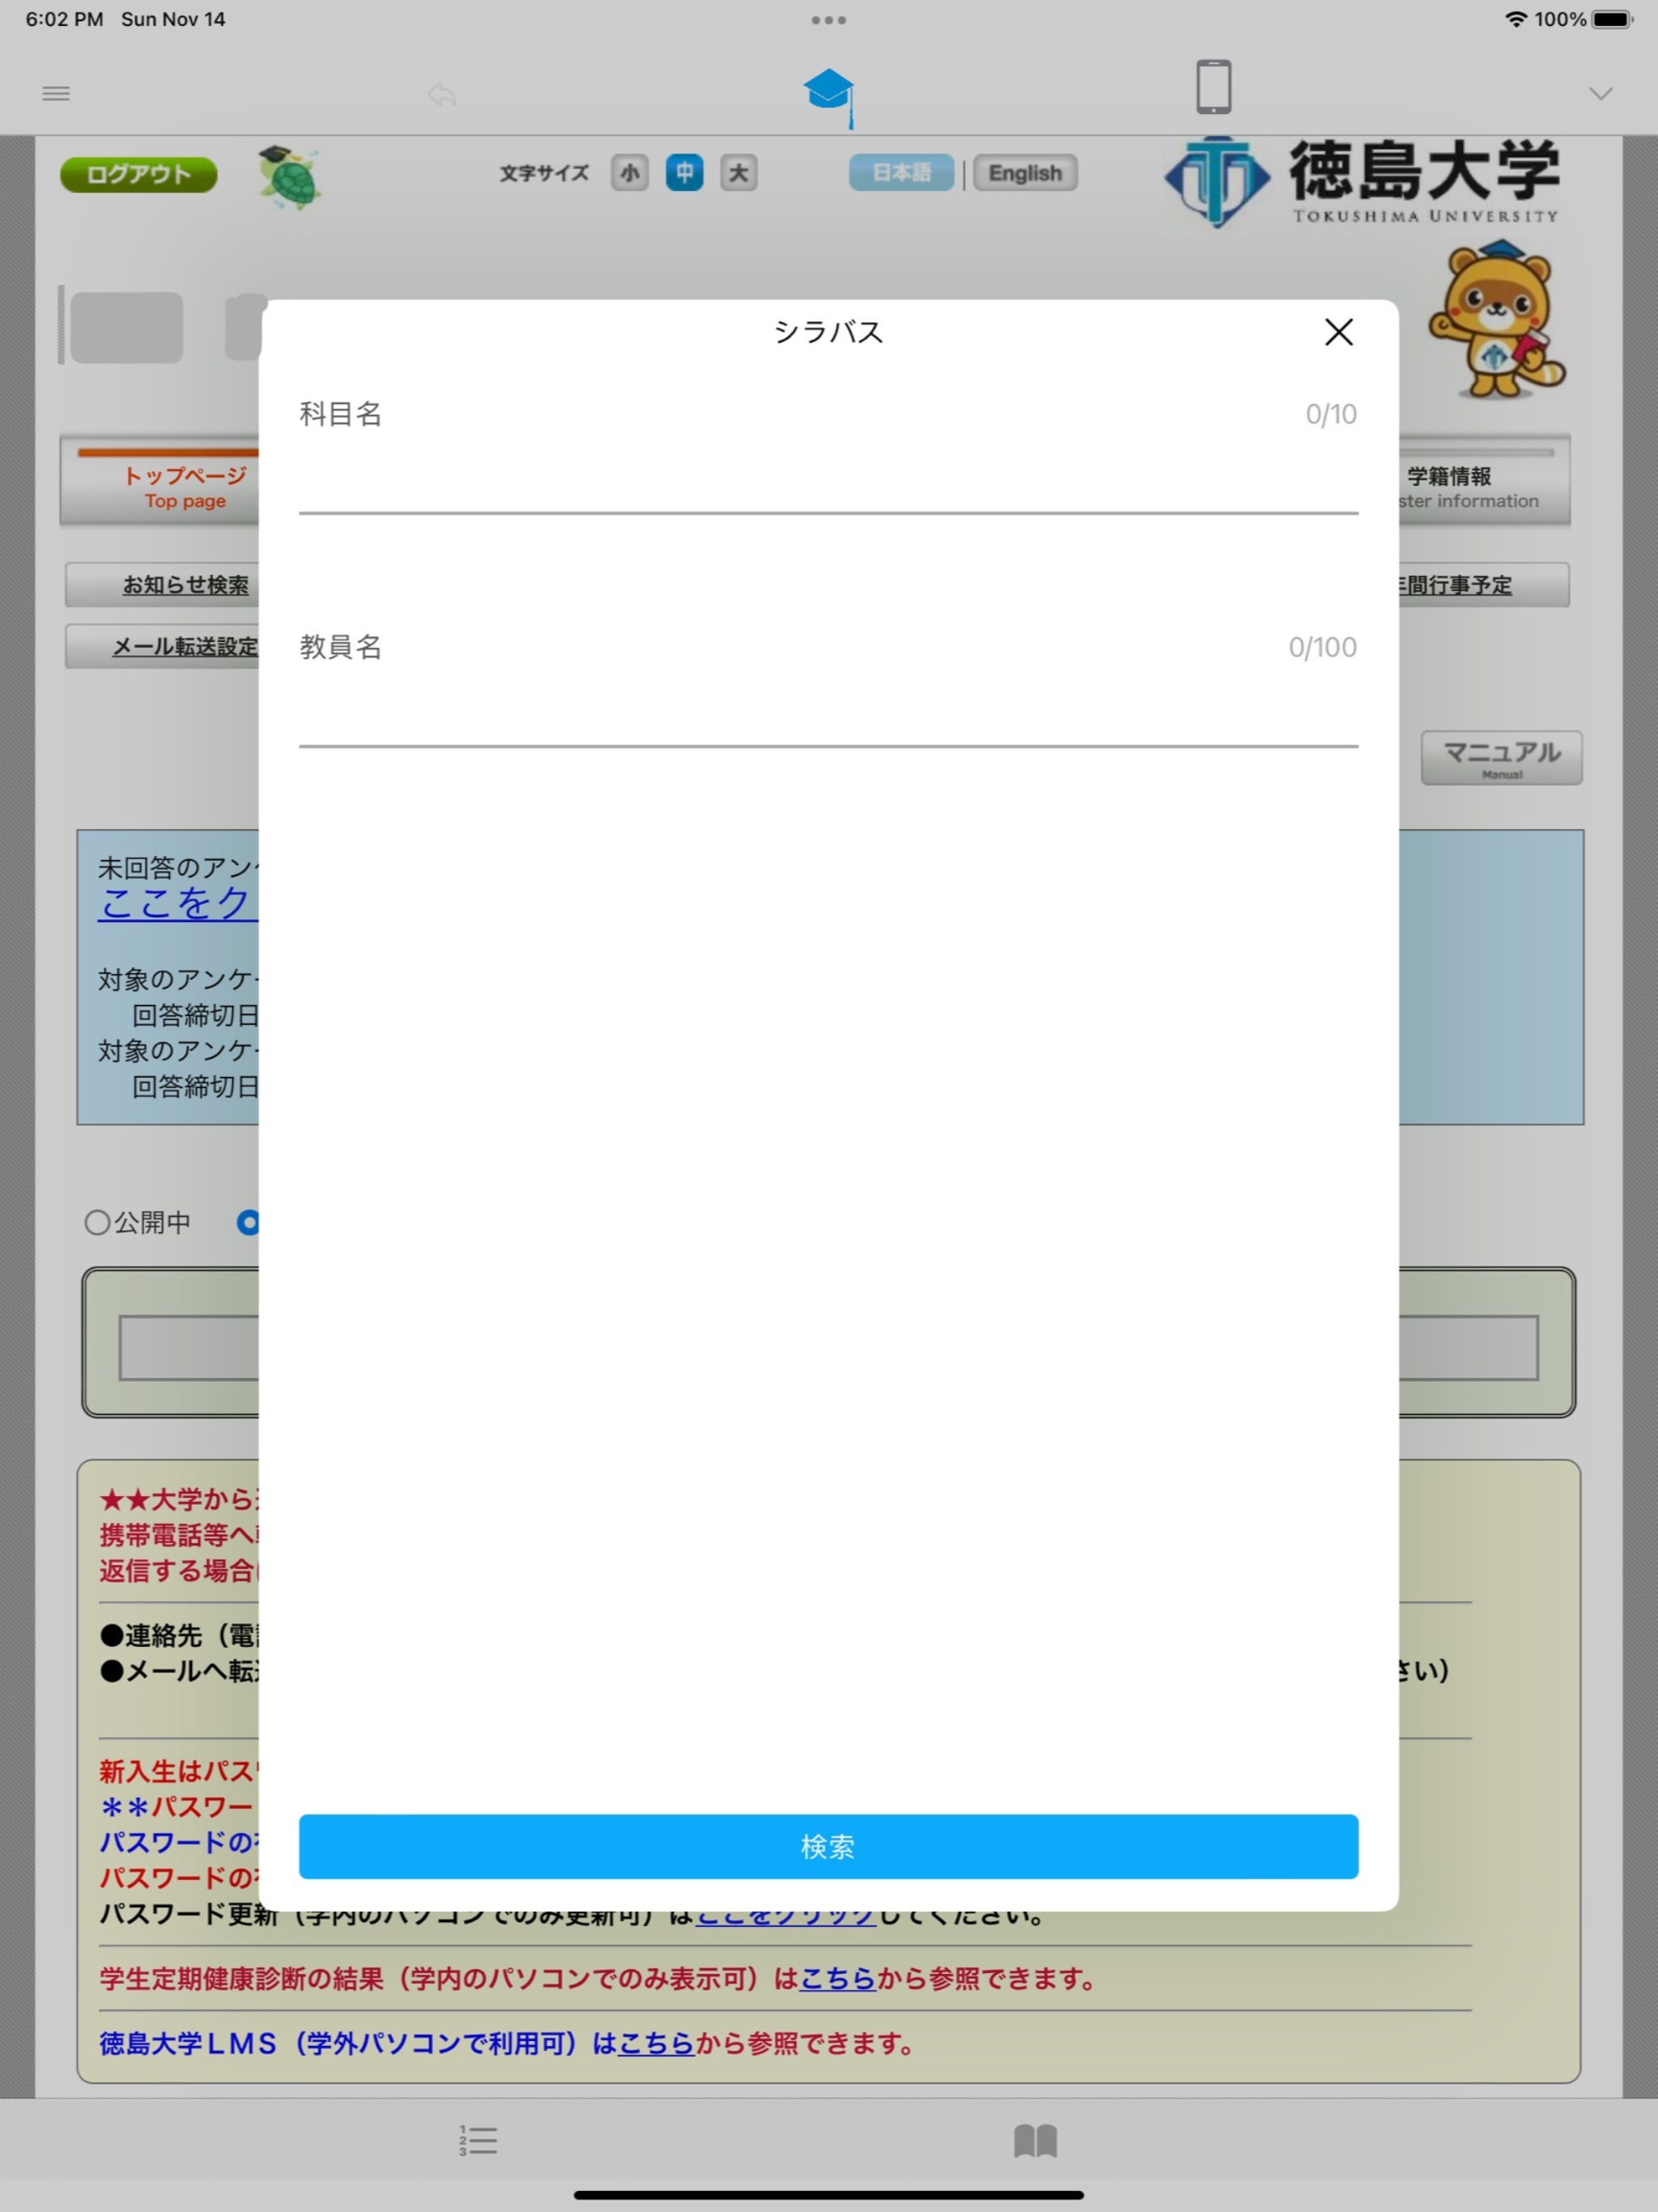 6:02 PM Sun Nov 14
100%
ログアウト
文字サイズ 小 中 大
日本語 | English
徳島大学
TOKUSHIMA UNIVERSITY
シラバス
科目名
0/10
トップページ
Top page
学籍情報
ster information
お知らせ検索
間行事予定
メール転送設定
教員名
0/100
マニュアル
Manual
未回答のアン
ここをク
対象のアンケー
回答締切日
対象のアンケー
回答締切日
公開中
★★大学から
携帯電話等へ
返信する場合
●連絡先（電
●メールへ転
さい）
新入生はパス
＊＊パスワー
パスワードの
パスワードの
検索
パスワード更新（学内のパソコンでのみ更新可）はここをクリックしてください。
学生定期健康診断の結果（学内のパソコンでのみ表示可）はこちらから参照できます。
徳島大学ＬＭＳ（学外パソコンで利用可）はこちらから参照できます。
1
2
3